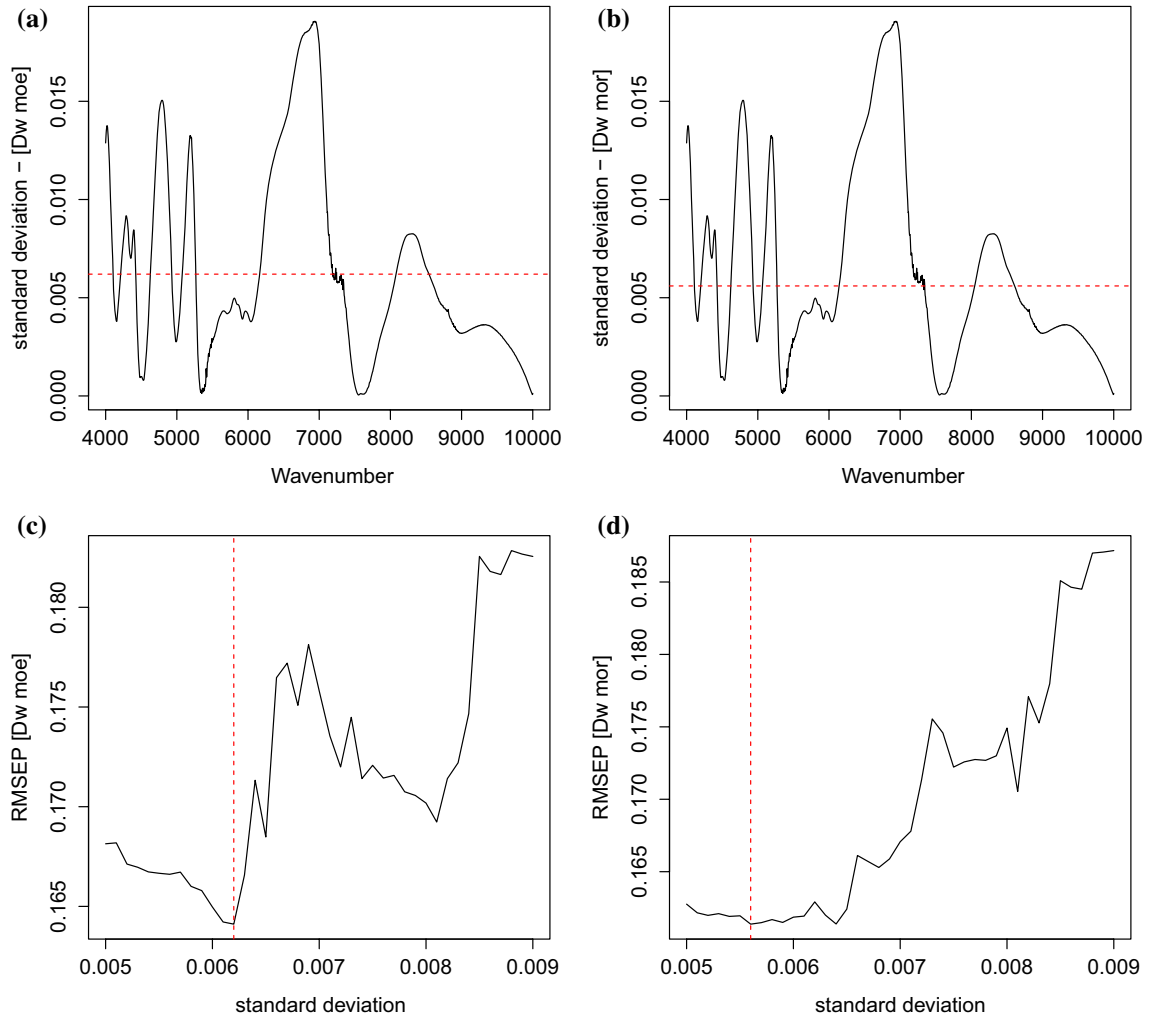 (a)
standard deviation − [Dw moe]
0.015
0.010
0.005
0.000
4000 5000 6000 7000 8000 9000 10000
Wavenumber
(b)
standard deviation − [Dw mor]
0.015
0.010
0.005
0.000
4000 5000 6000 7000 8000 9000 10000
Wavenumber
(c)
RMSEP [Dw moe]
0.180
0.175
0.170
0.165
0.005 0.006 0.007 0.008 0.009
standard deviation
(d)
RMSEP [Dw mor]
0.185
0.180
0.175
0.170
0.165
0.005 0.006 0.007 0.008 0.009
standard deviation